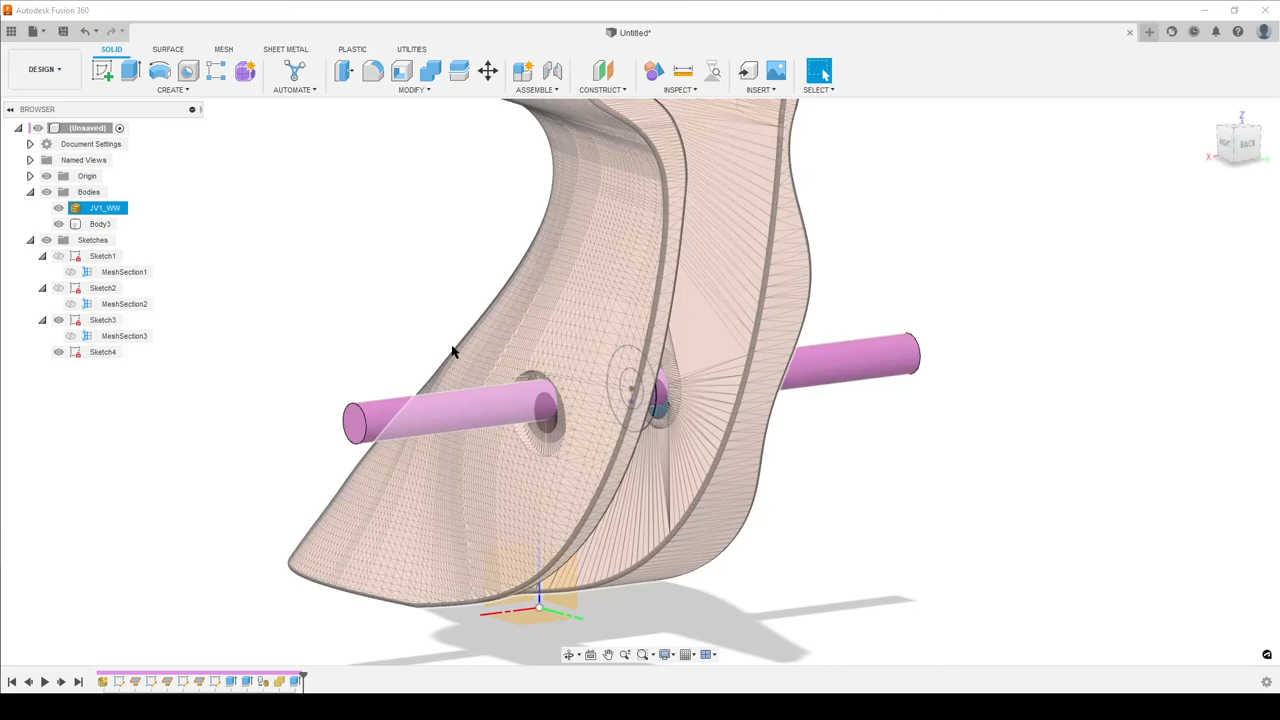 Autodesk Fusion 360
Untitled*
DESIGN
SOLID
SURFACE
MESH
SHEET METAL
PLASTIC
UTILITIES
CREATE
AUTOMATE
MODIFY
ASSEMBLE
CONSTRUCT
INSPECT
INSERT
SELECT
BROWSER
(Unsaved)
Document Settings
Named Views
Origin
Bodies
JV1_WW
Body3
Sketches
Sketch1
MeshSection1
Sketch2
MeshSection2
Sketch3
MeshSection3
Sketch4
Z
X
BACK